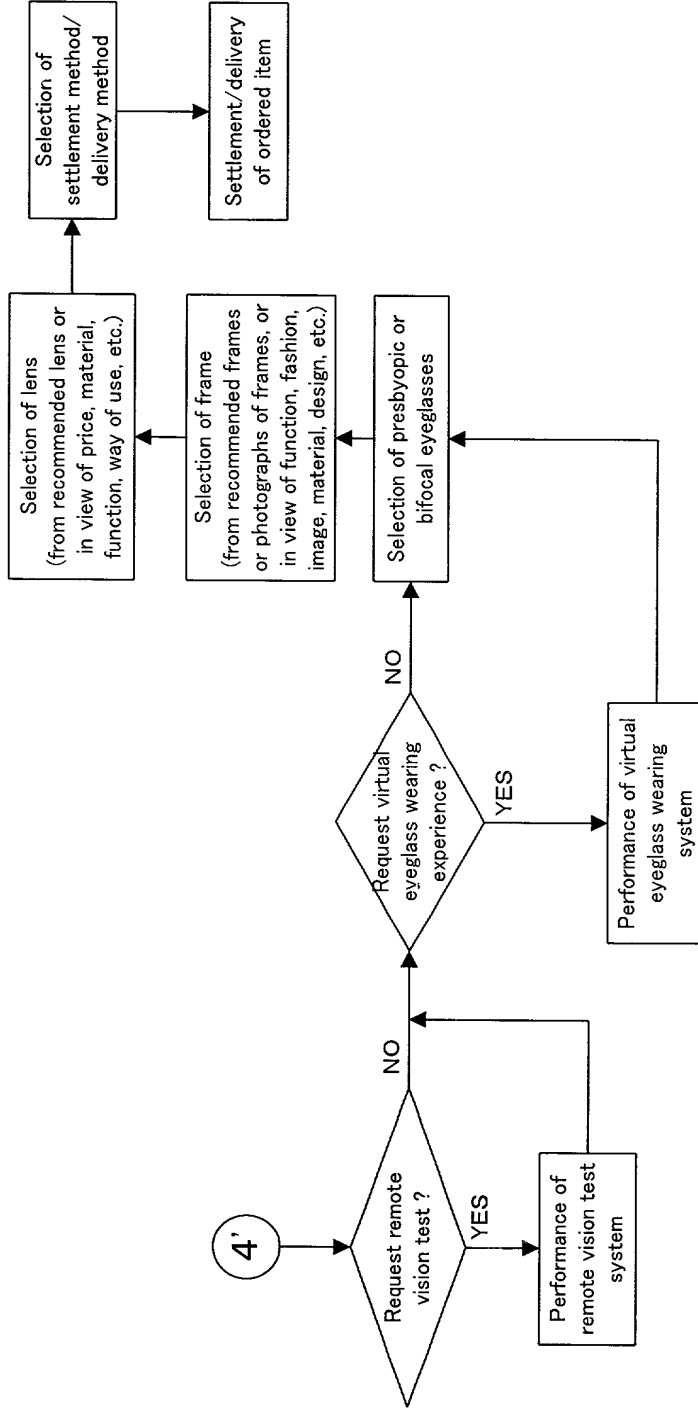 4'
Request remote
vision test ?
YES
NO
Performance of
remote vision test
system
Request virtual
eyeglass wearing
experience ?
YES
NO
Performance of virtual
eyeglass wearing
system
Selection of presbyopic or
bifocal eyeglasses
Selection of frame
(from recommended frames
or photographs of frames, or
in view of function, fashion,
image, material, design, etc.)
Selection of lens
(from recommended lens or
in view of price, material,
function, way of use, etc.)
Selection of
settlement method/
delivery method
Settlement/delivery
of ordered item